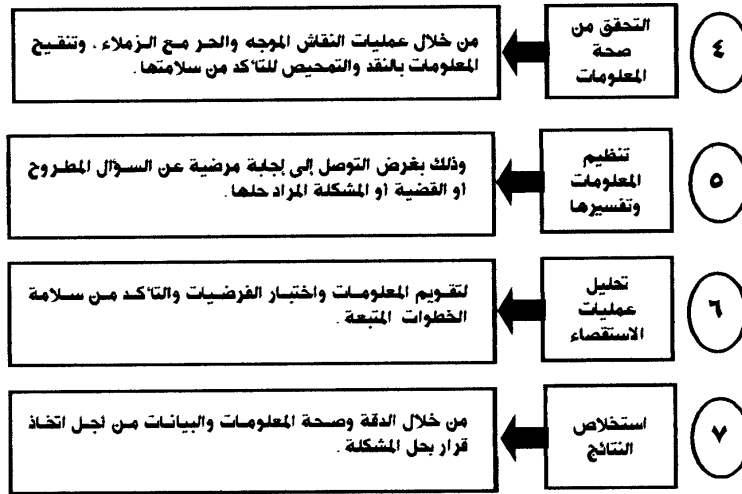 ٤
التحقق من
صحة
المعلومات
من خلال عمليات النقاش الموجه والحر مع الزملاء ، وتنقيح
المعلومات بالنقد والتمحيص للتأكد من سلامتها .
٥
تنظيم
المعلومات
وتفسيرها
وذلك بغرض التوصل إلى إجابة مرضية عن السؤال المطروح
أو القضية أو المشكلة المراد حلها .
٦
تحليل
عمليات
الاستقصاء
لتقويم المعلومات واختبار الفرضيات والتأكد من سلامة
الخطوات المتبعة .
٧
استخلاص
النتائج
من خلال الدقة وصحة المعلومات والبيانات من أجل اتخاذ
قرار بحل المشكلة .